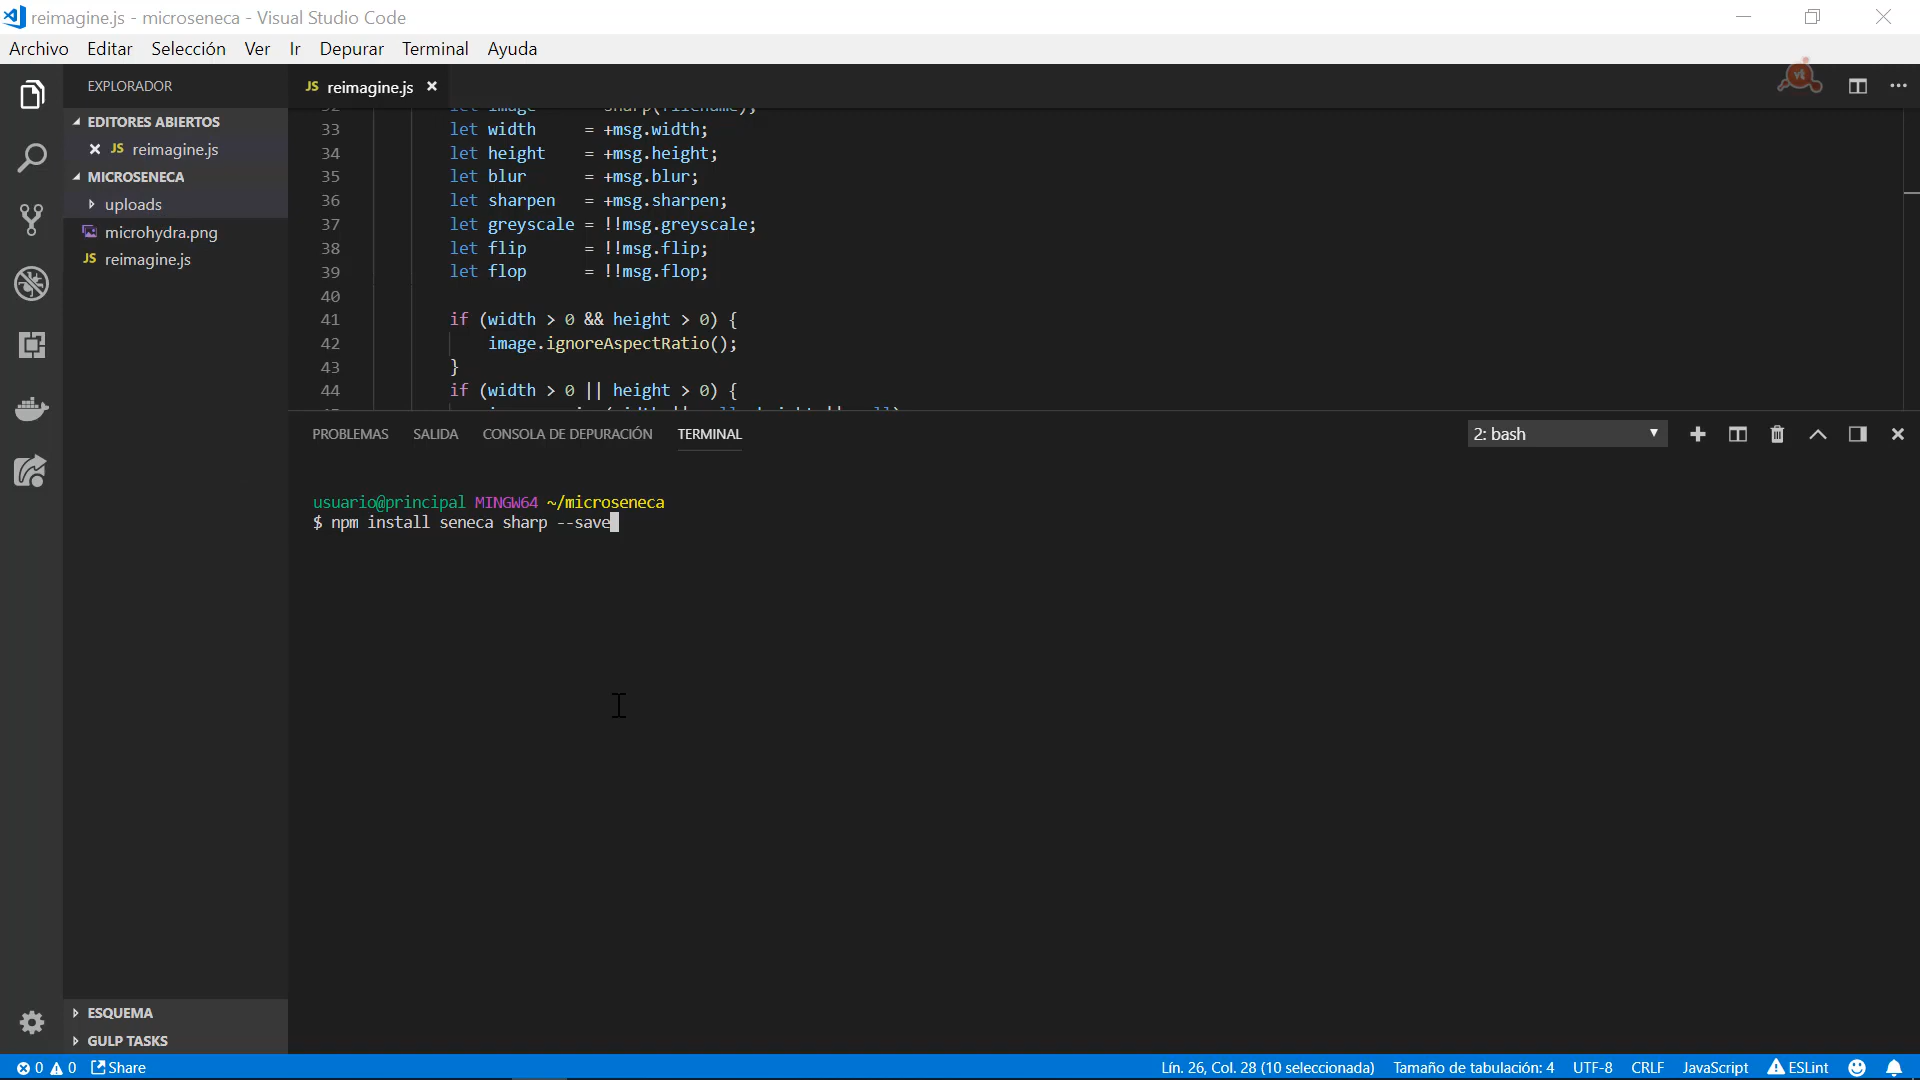 reimagine.js - microseneca - Visual Studio Code
Archivo Editar Selección Ver Ir Depurar Terminal Ayuda
EXPLORADOR
EDITORES ABIERTOS
JS reimagine.js
MICROSENECA
uploads
microhydra.png
JS reimagine.js
ESQUEMA
GULP TASKS
JS reimagine.js
32 let image = sharp(filename);
33 let width = +msg.width;
34 let height = +msg.height;
35 let blur = +msg.blur;
36 let sharpen = +msg.sharpen;
37 let greyscale = !!msg.greyscale;
38 let flip = !!msg.flip;
39 let flop = !!msg.flop;
40
41 if (width > 0 && height > 0) {
42 image.ignoreAspectRatio();
43 }
44 if (width > 0 || height > 0) {
PROBLEMAS SALIDA CONSOLA DE DEPURACIÓN TERMINAL
2: bash
usuario@principal MINGW64 ~/microseneca
$ npm install seneca sharp --save
0 0 Share
Lín. 26, Col. 28 (10 seleccionada) Tamaño de tabulación: 4 UTF-8 CRLF JavaScript ESLint